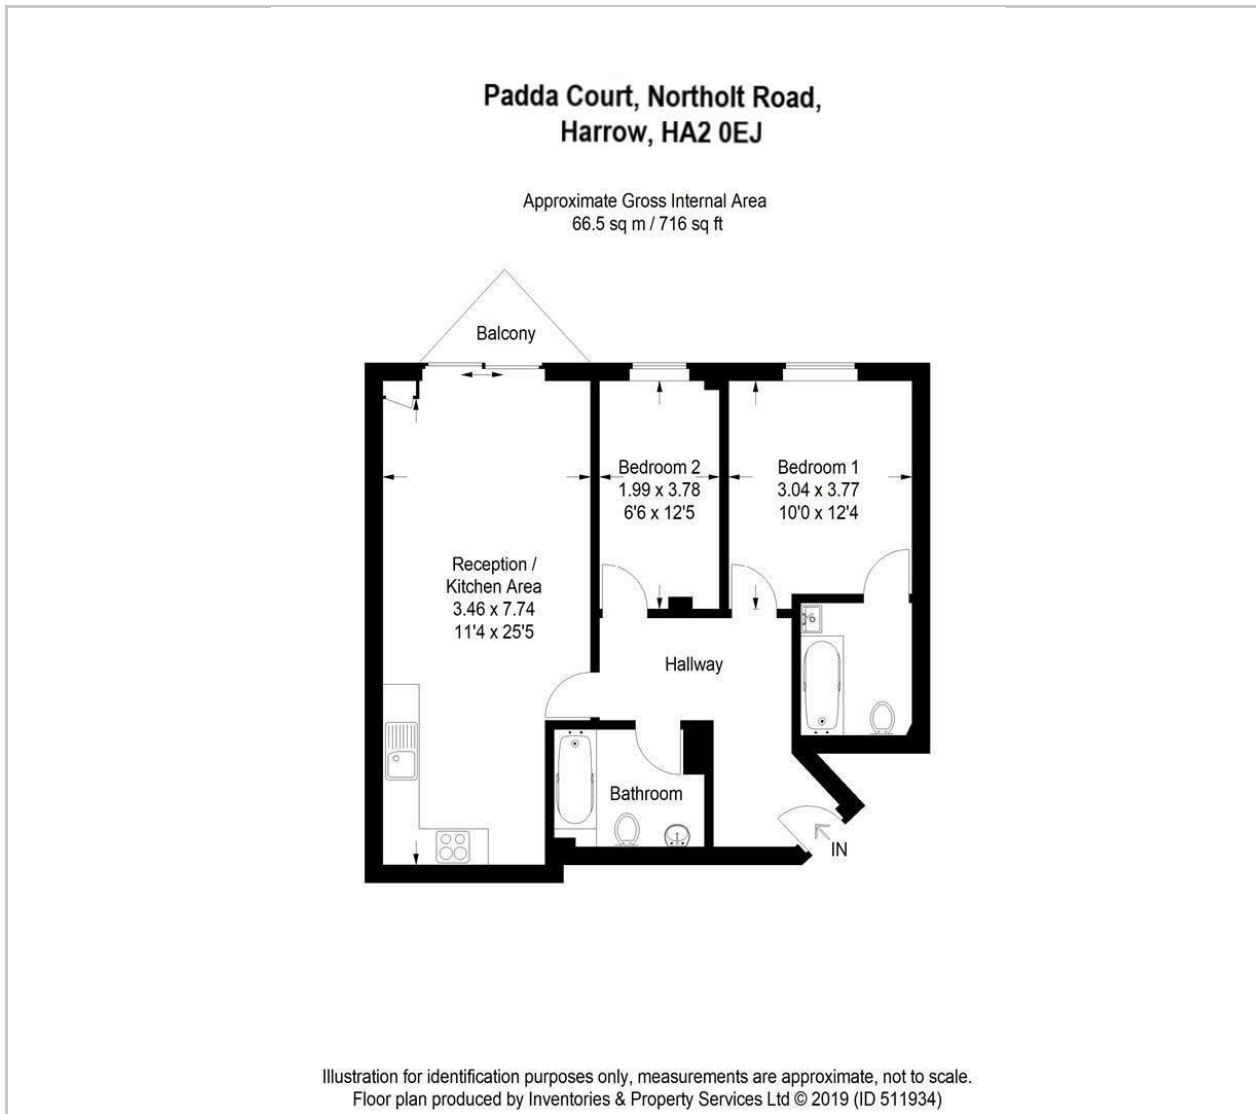 Padda Court, Northolt Road,
Harrow, HA2 0EJ
Approximate Gross Internal Area
66.5 sq m / 716 sq ft
Balcony
Bedroom 2
1.99 x 3.78
6'6 x 12'5
Bedroom 1
3.04 x 3.77
10'0 x 12'4
Reception /
Kitchen Area
3.46 x 7.74
11'4 x 25'5
Hallway
Bathroom
IN
Illustration for identification purposes only, measurements are approximate, not to scale.
Floor plan produced by Inventories & Property Services Ltd © 2019 (ID 511934)